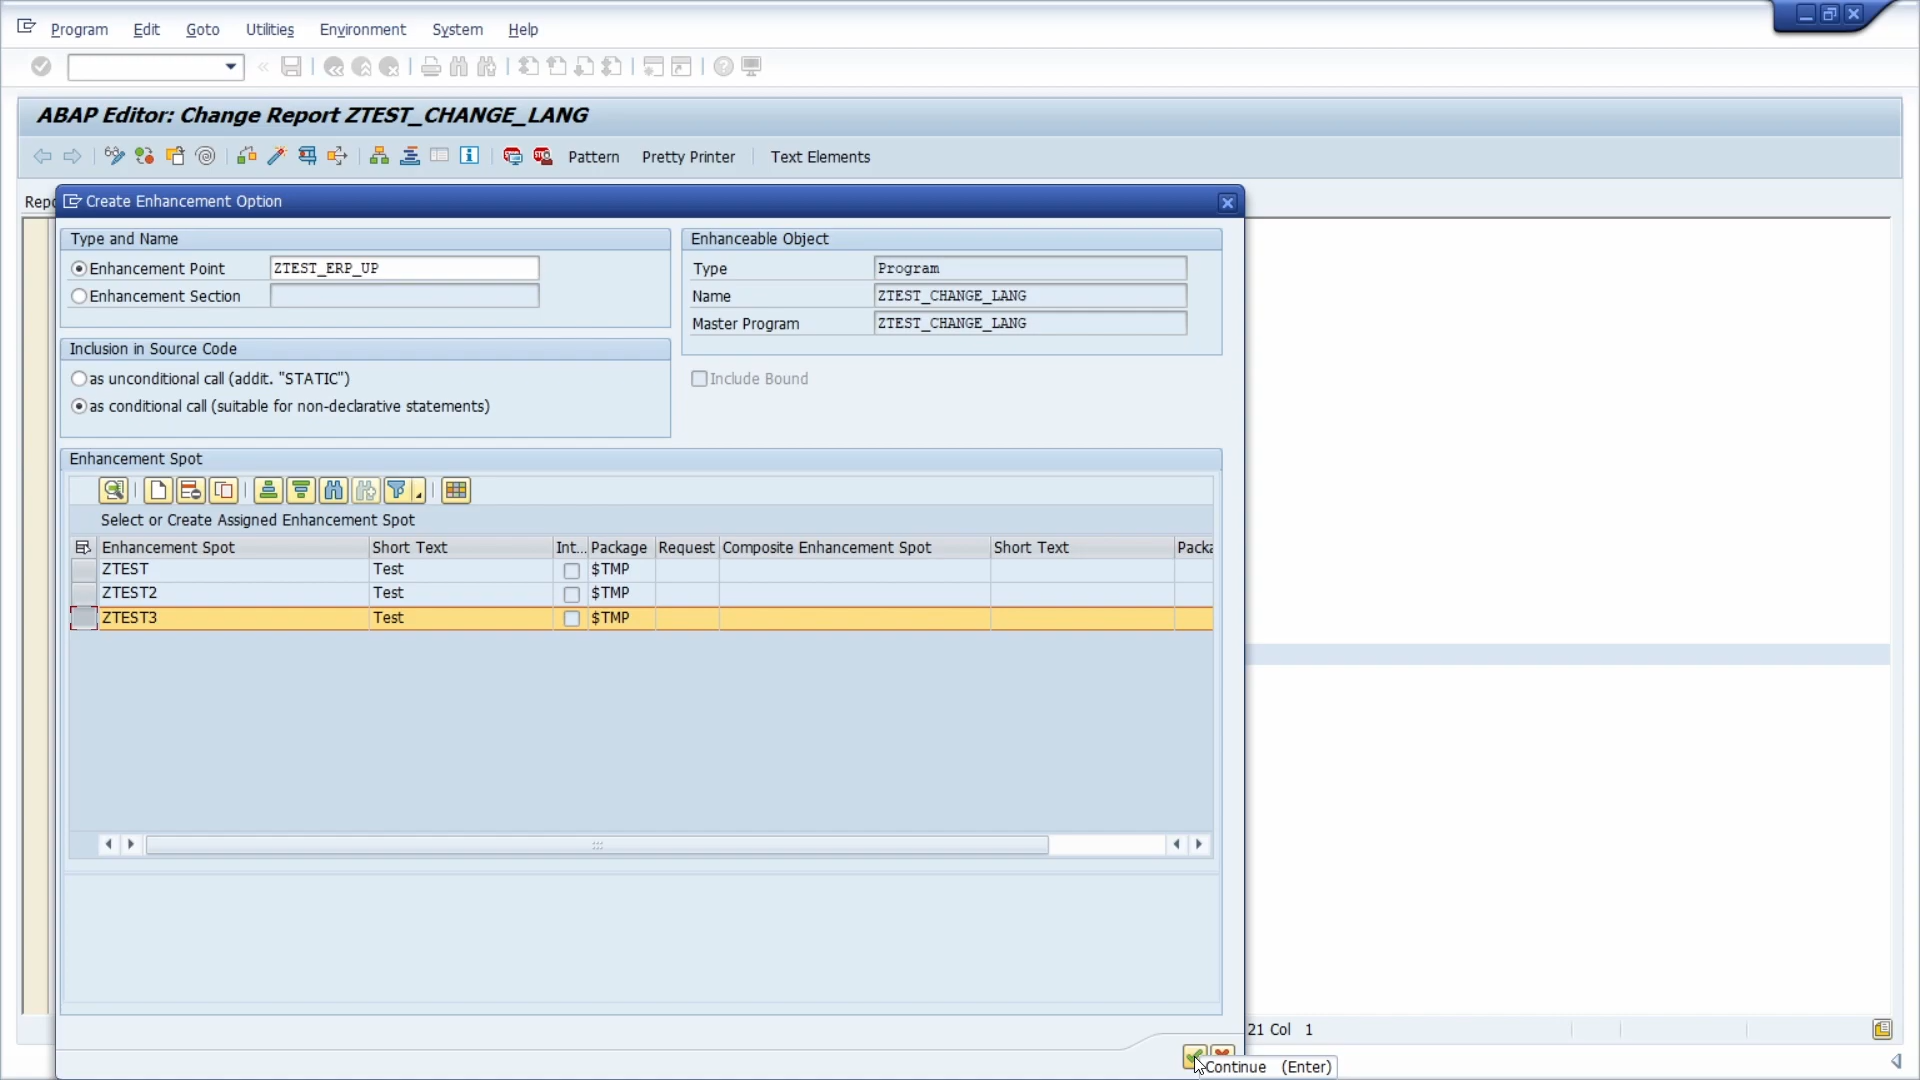 Program Edit Goto Utilities Environment System Help
ABAP Editor: Change Report ZTEST_CHANGE_LANG
Pattern Pretty Printer Text Elements
Repo
Create Enhancement Option
Type and Name
Enhancement Point ZTEST_ERP_UP
Enhancement Section
Enhanceable Object
Type Program
Name ZTEST_CHANGE_LANG
Master Program ZTEST_CHANGE_LANG
Inclusion in Source Code
as unconditional call (addit. "STATIC")
as conditional call (suitable for non-declarative statements)
Include Bound
Enhancement Spot
Select or Create Assigned Enhancement Spot
Enhancement Spot Short Text Int... Package Request Composite Enhancement Spot Short Text Packa
ZTEST Test $TMP
ZTEST2 Test $TMP
ZTEST3 Test $TMP
21 Col 1
Continue (Enter)